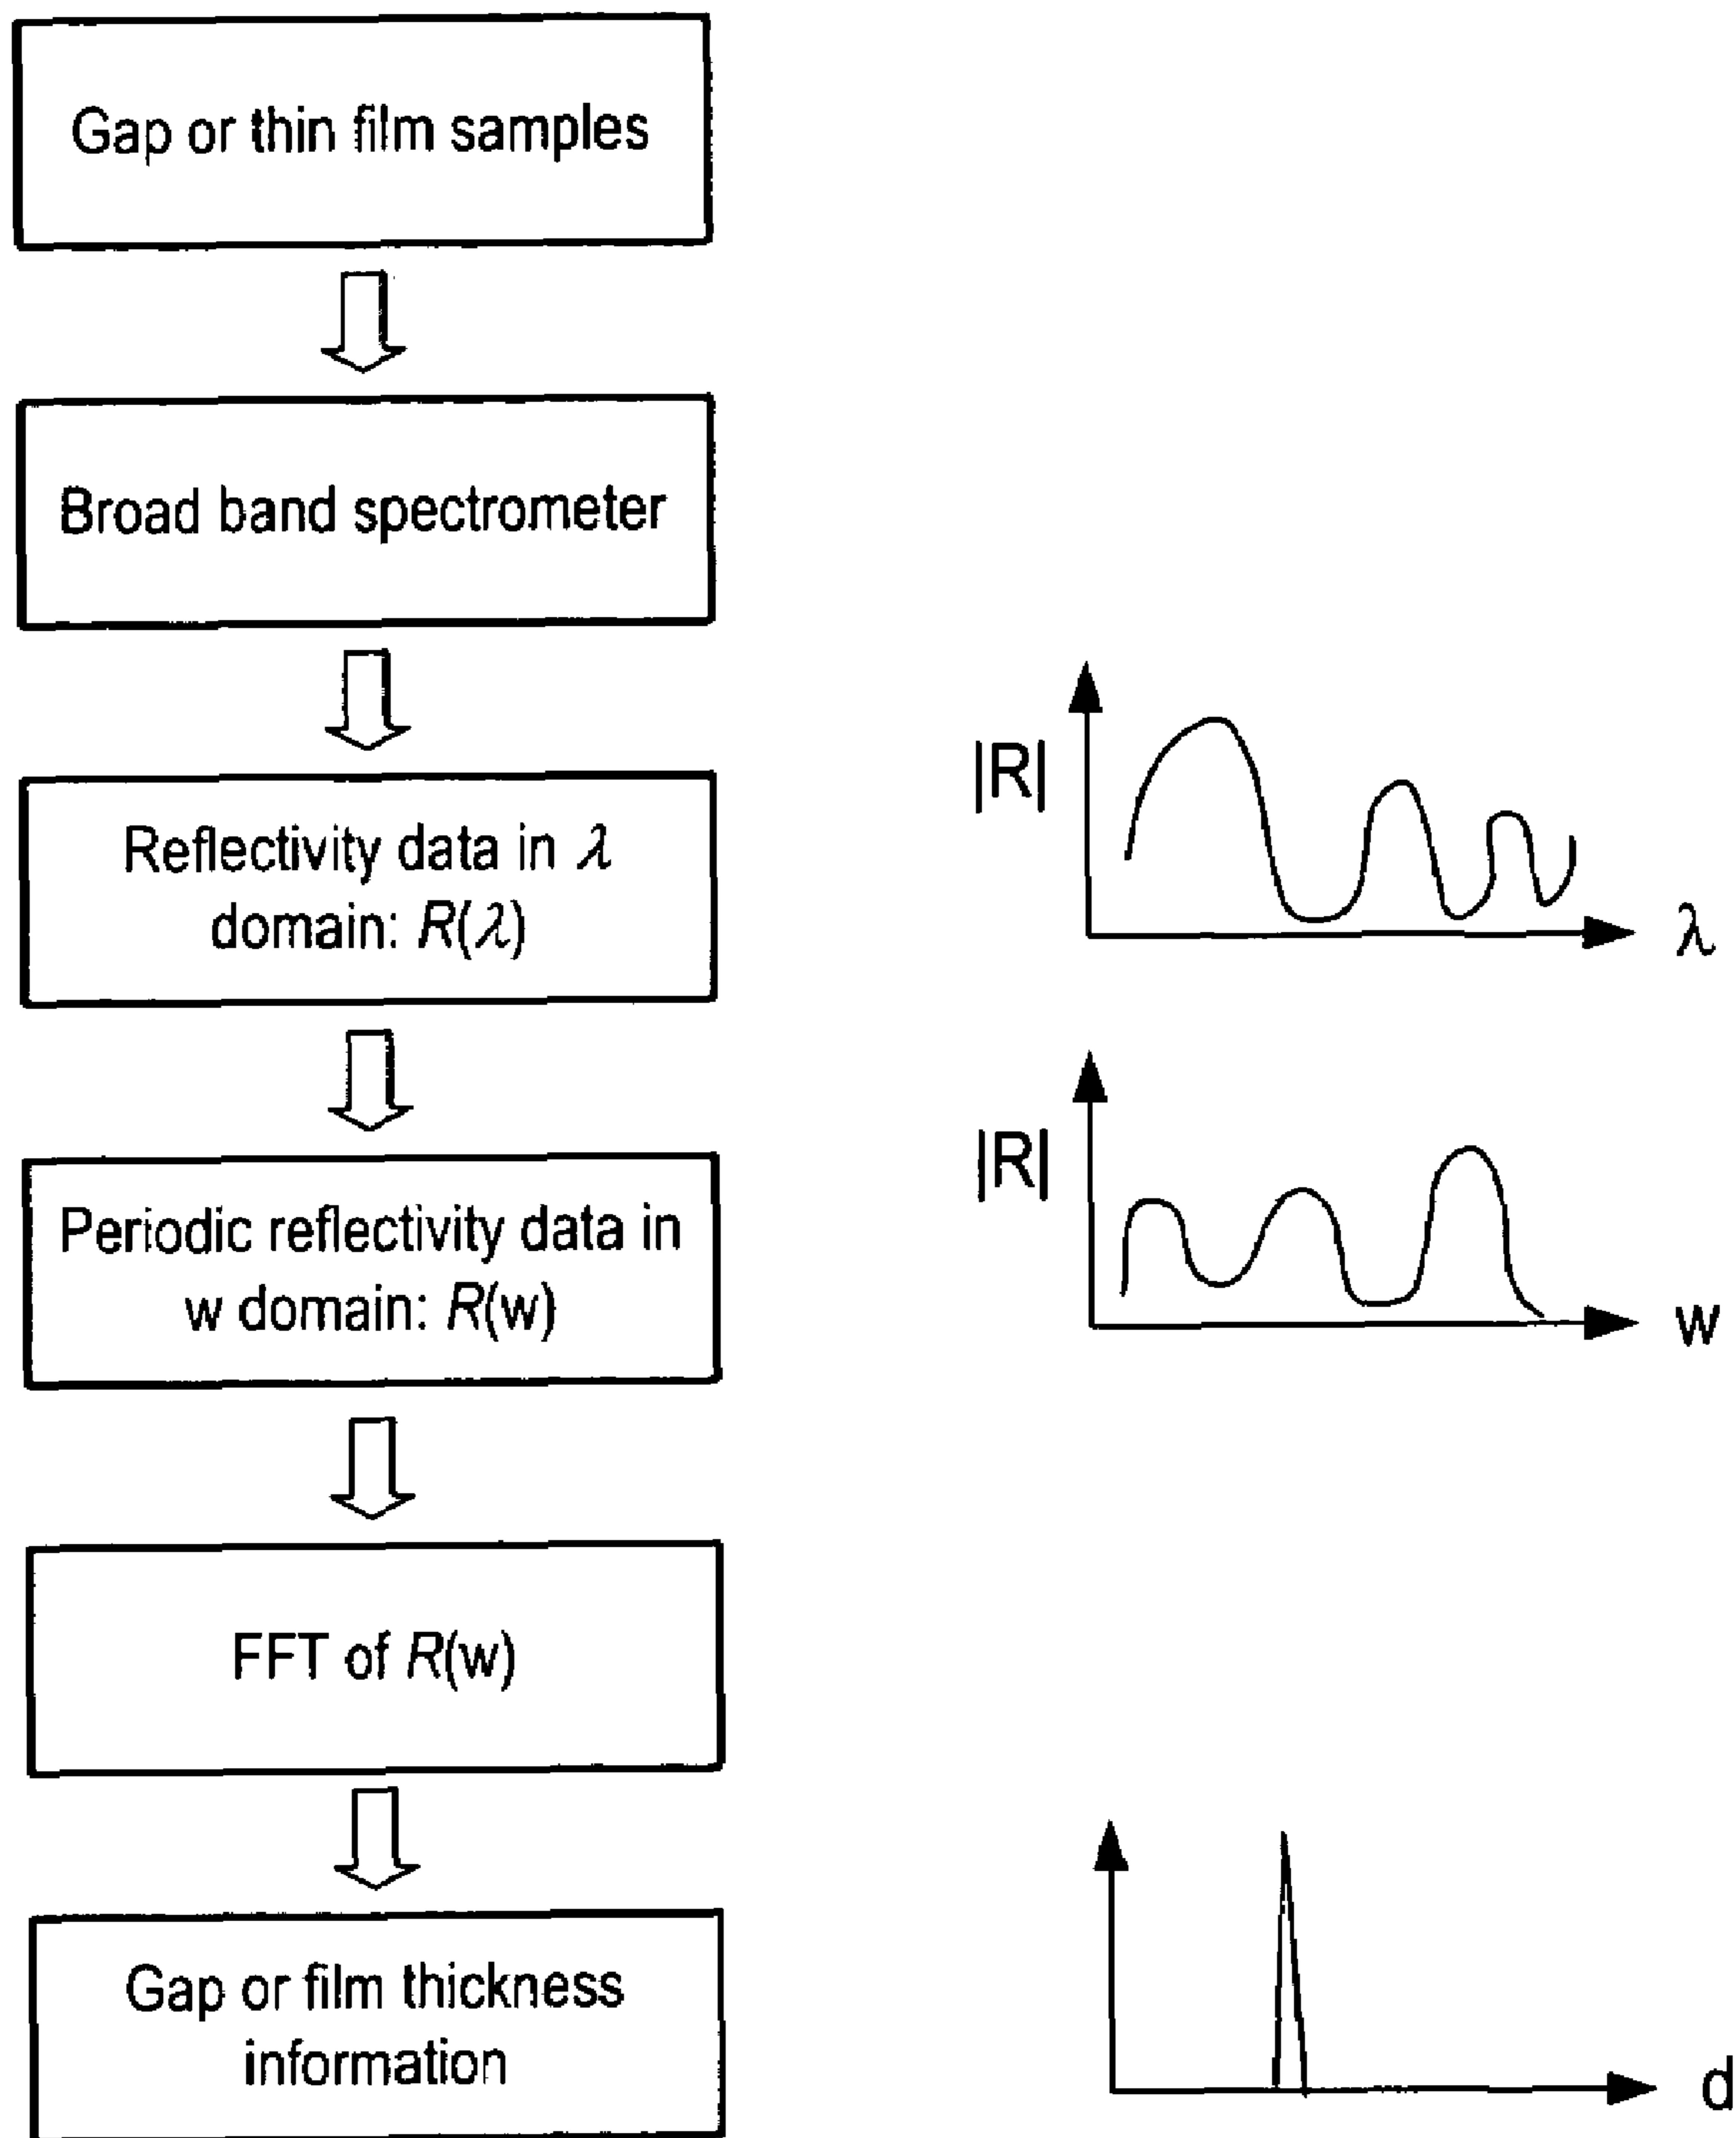 Gap or thin film samples
Broad band spectrometer
Reflectivity data in λ
domain: R(λ)
|R|
λ
Periodic reflectivity data in
w domain: R(w)
|R|
w
FFT of R(w)
Gap or film thickness
information
d